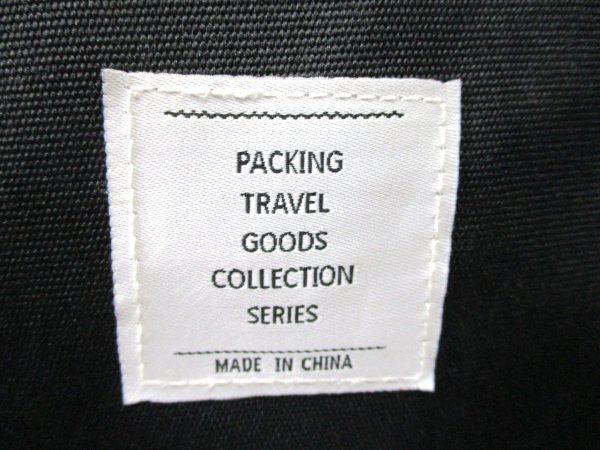 PACKING
TRAVEL
GOODS
COLLECTION
SERIES
MADE IN CHINA